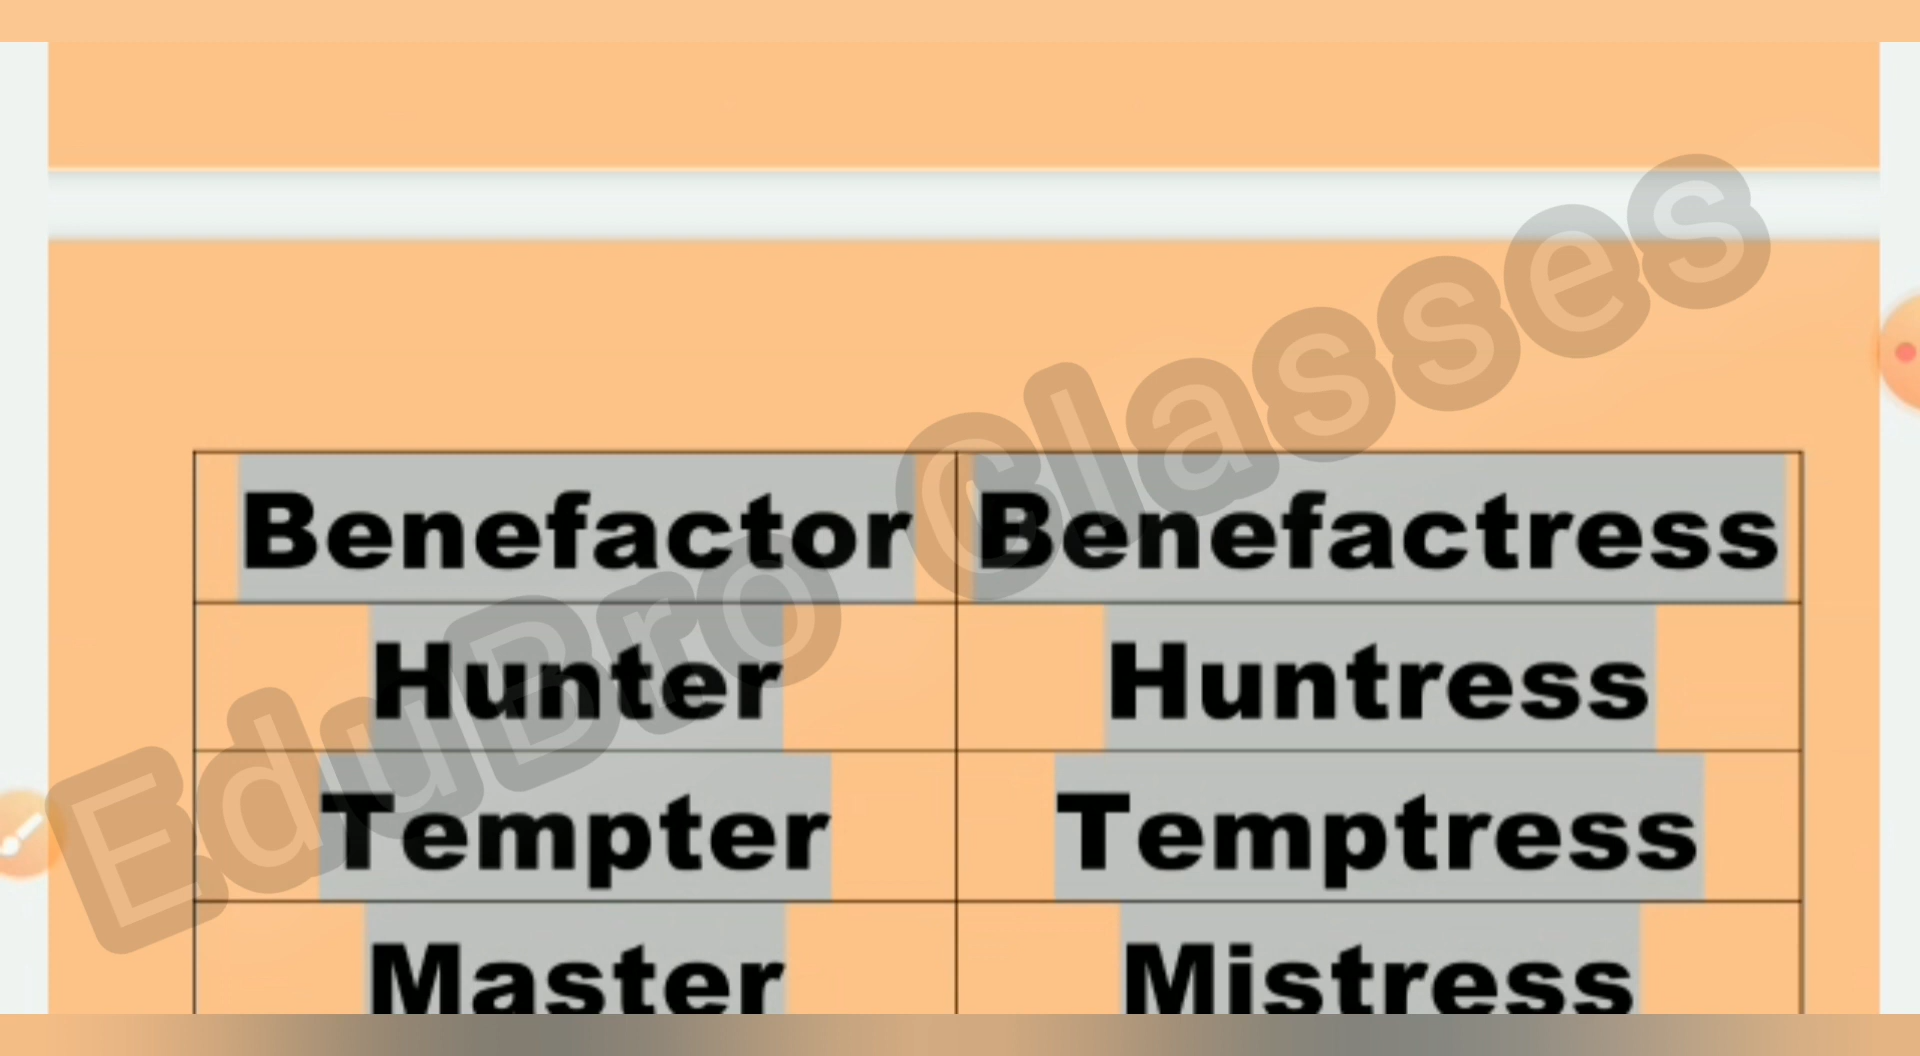 Benefactor Benefactress
Hunter Huntress
Tempter Temptress
Master Mistress
EduBro Classes